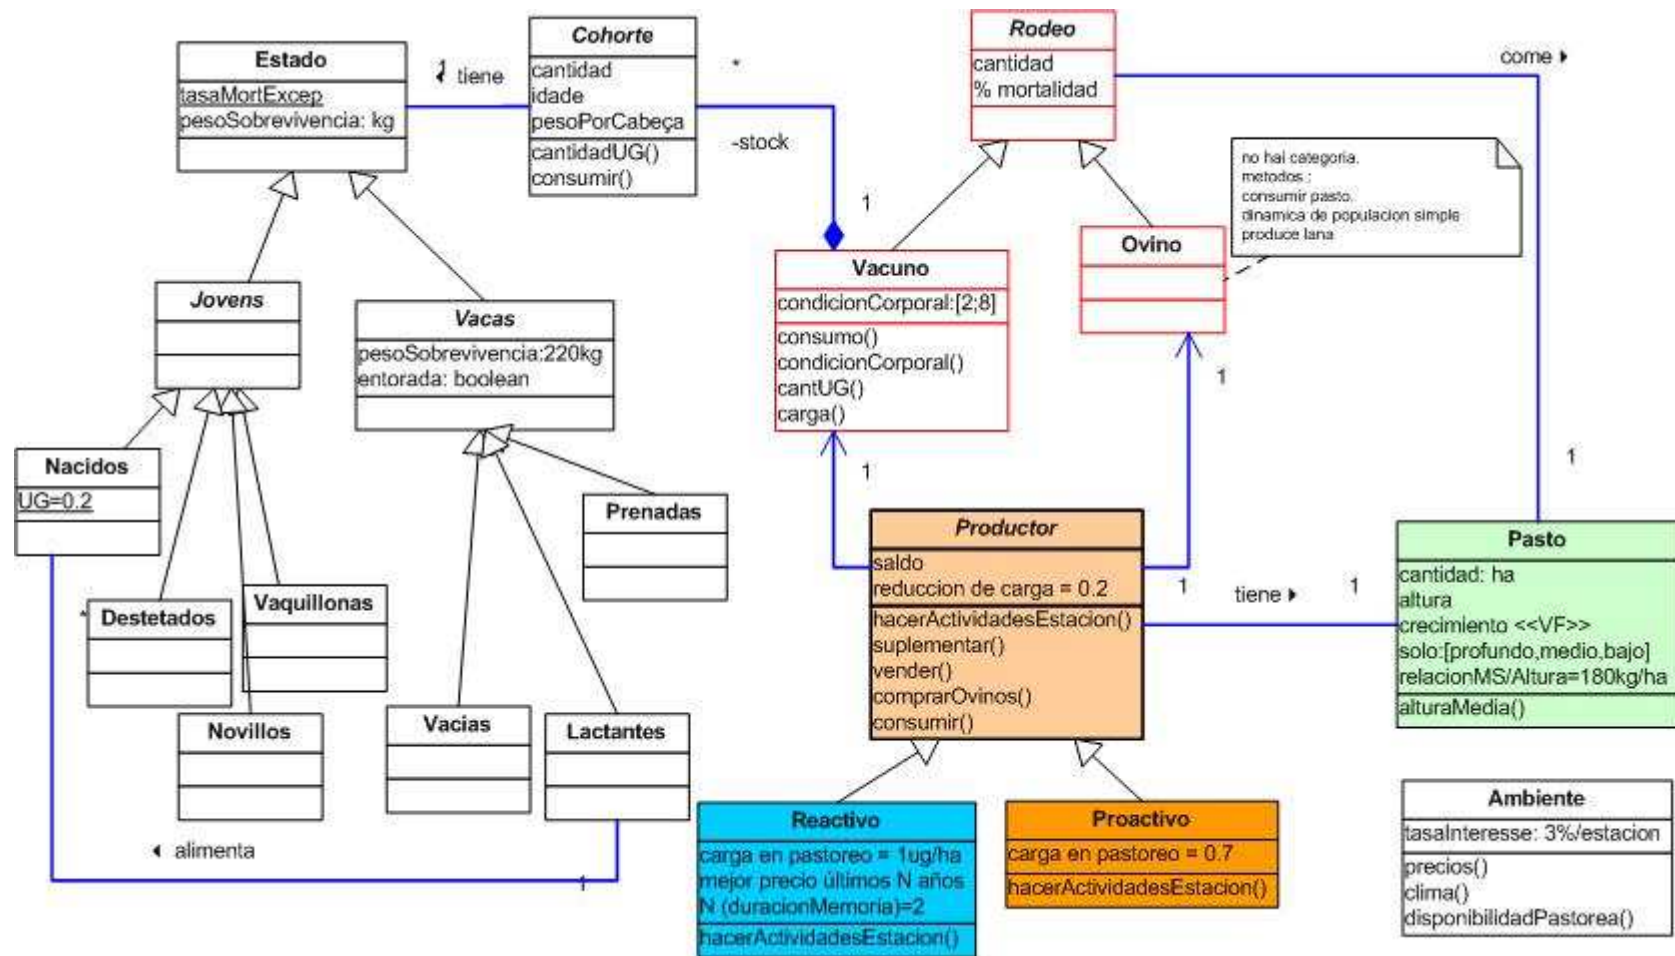 Estado
tasaMortExcep
pesoSobrevivencia: kg
1
tiene
Cohorte
cantidad
idade
pesoPorCabeça
cantidadUG()
consumir()
*
-stock
1
Rodeo
cantidad
% mortalidad
come
no hai categoria.
metodos :
consumir pasto.
dinamica de populacion simple
produce lana
Jovens
Vacas
pesoSobrevivencia:220kg
entorada: boolean
Vacuno
condicionCorporal:[2;8]
consumo()
condicionCorporal()
cantUG()
carga()
Ovino
1
1
1
Nacidos
UG=0.2
Prenadas
*
Destetados
Vaquillonas
Novillos
Vacias
Lactantes
alimenta
1
Productor
saldo
reduccion de carga = 0.2
hacerActividadesEstacion()
suplementar()
vender()
comprarOvinos()
consumir()
1
tiene
1
Pasto
cantidad: ha
altura
crecimiento <<VF>>
solo:[profundo,medio,bajo]
relacionMS/Altura=180kg/ha
alturaMedia()
Reactivo
carga en pastoreo = 1ug/ha
mejor precio últimos N años
N (duracionMemoria)=2
hacerActividadesEstacion()
Proactivo
carga en pastoreo = 0.7
hacerActividadesEstacion()
Ambiente
tasaInteresse: 3%/estacion
precios()
clima()
disponibilidadPastorea()